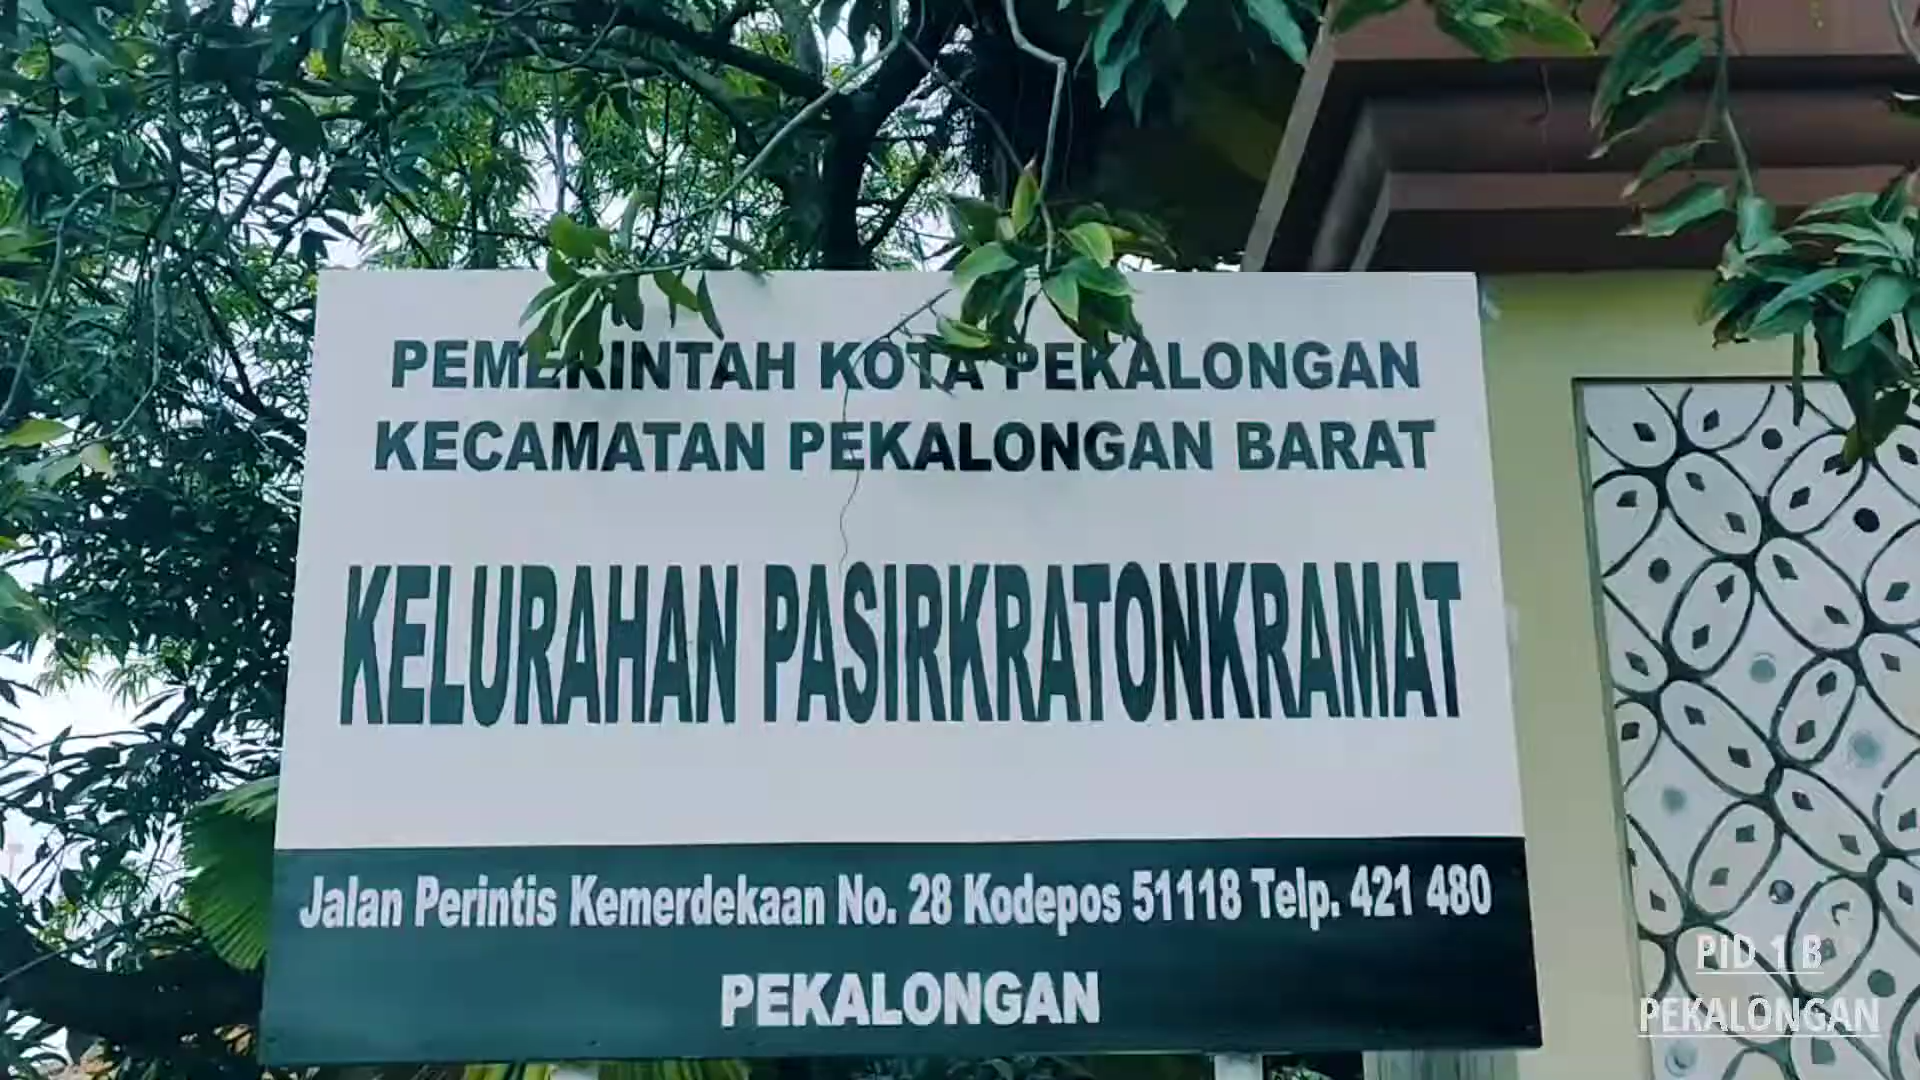 PEMERINTAH KOTA PEKALONGAN
KECAMATAN PEKALONGAN BARAT
KELURAHAN PASIRKRATONKRAMAT
Jalan Perintis Kemerdekaan No. 28 Kodepos 51118 Telp. 421 480
PEKALONGAN
PID 1 B
PEKALONGAN